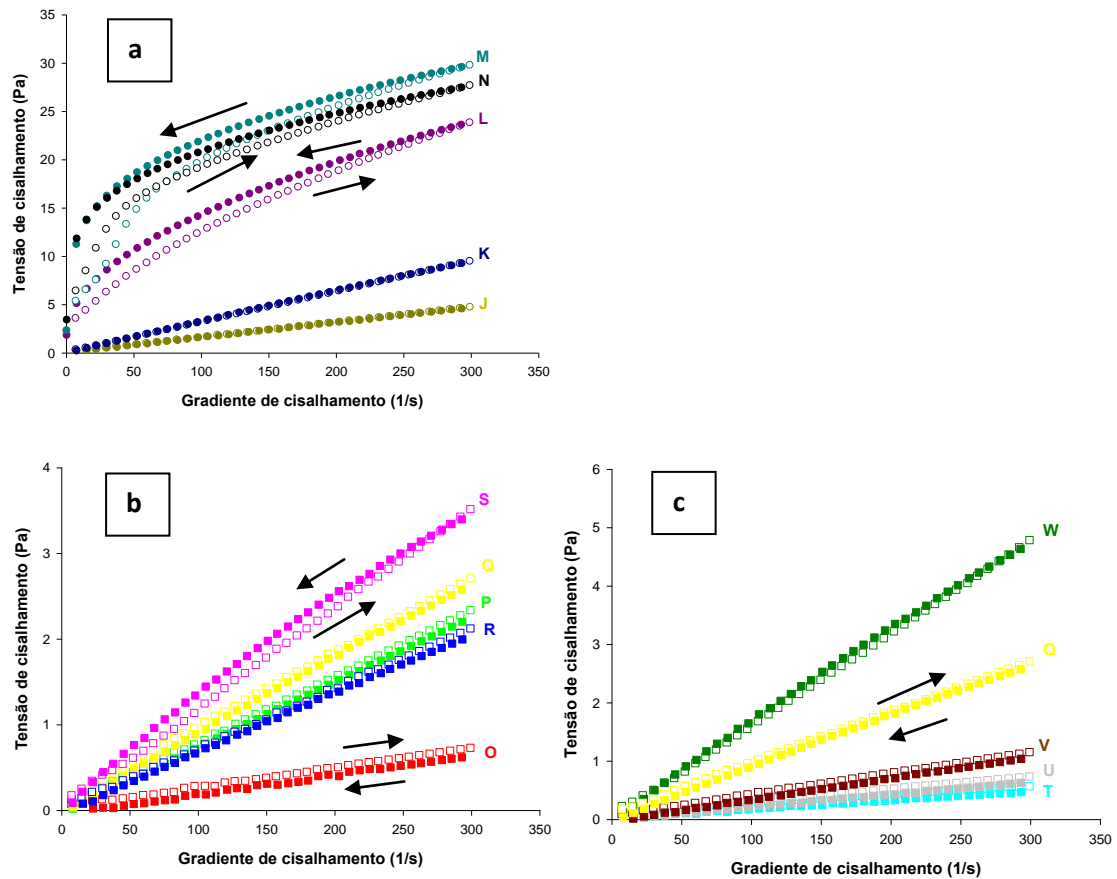 a
Tensão de cisalhamento (Pa)
35
30
25
20
15
10
5
0
M
N
L
K
J
0 50 100 150 200 250 300 350
Gradiente de cisalhamento (1/s)
b
Tensão de cisalhamento (Pa)
4
3
2
1
0
S
Q
P
R
O
0 50 100 150 200 250 300 350
Gradiente de cisalhamento (1/s)
c
Tensão de cisalhamento (Pa)
6
5
4
3
2
1
0
W
Q
V
U
T
0 50 100 150 200 250 300 350
Gradiente de cisalhamento (1/s)